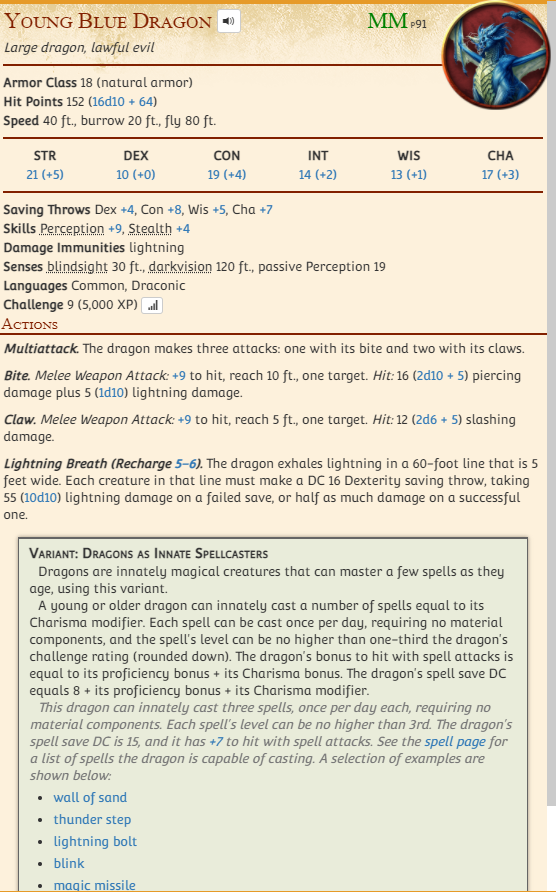 YOUNG BLUE DRAGON MM P91
Large dragon, lawful evil
Armor Class 18 (natural armor)
Hit Points 152 (16d10 + 64)
Speed 40 ft., burrow 20 ft., fly 80 ft.
STR DEX CON INT WIS CHA
21 (+5) 10 (+0) 19 (+4) 14 (+2) 13 (+1) 17 (+3)
Saving Throws Dex +4, Con +8, Wis +5, Cha +7
Skills Perception +9, Stealth +4
Damage Immunities lightning
Senses blindsight 30 ft., darkvision 120 ft., passive Perception 19
Languages Common, Draconic
Challenge 9 (5,000 XP)
ACTIONS
Multiattack. The dragon makes three attacks: one with its bite and two with its claws.
Bite. Melee Weapon Attack: +9 to hit, reach 10 ft., one target. Hit: 16 (2d10 + 5) piercing
damage plus 5 (1d10) lightning damage.
Claw. Melee Weapon Attack: +9 to hit, reach 5 ft., one target. Hit: 12 (2d6 + 5) slashing
damage.
Lightning Breath (Recharge 5–6). The dragon exhales lightning in a 60-foot line that is 5
feet wide. Each creature in that line must make a DC 16 Dexterity saving throw, taking
55 (10d10) lightning damage on a failed save, or half as much damage on a successful
one.
VARIANT: DRAGONS AS INNATE SPELLCASTERS
Dragons are innately magical creatures that can master a few spells as they
age, using this variant.
A young or older dragon can innately cast a number of spells equal to its
Charisma modifier. Each spell can be cast once per day, requiring no material
components, and the spell's level can be no higher than one-third the dragon's
challenge rating (rounded down). The dragon's bonus to hit with spell attacks is
equal to its proficiency bonus + its Charisma bonus. The dragon's spell save DC
equals 8 + its proficiency bonus + its Charisma modifier.
This dragon can innately cast three spells, once per day each, requiring no
material components. Each spell's level can be no higher than 3rd. The dragon's
spell save DC is 15, and it has +7 to hit with spell attacks. See the spell page for
a list of spells the dragon is capable of casting. A selection of examples are
shown below:
• wall of sand
• thunder step
• lightning bolt
• blink
• magic missile